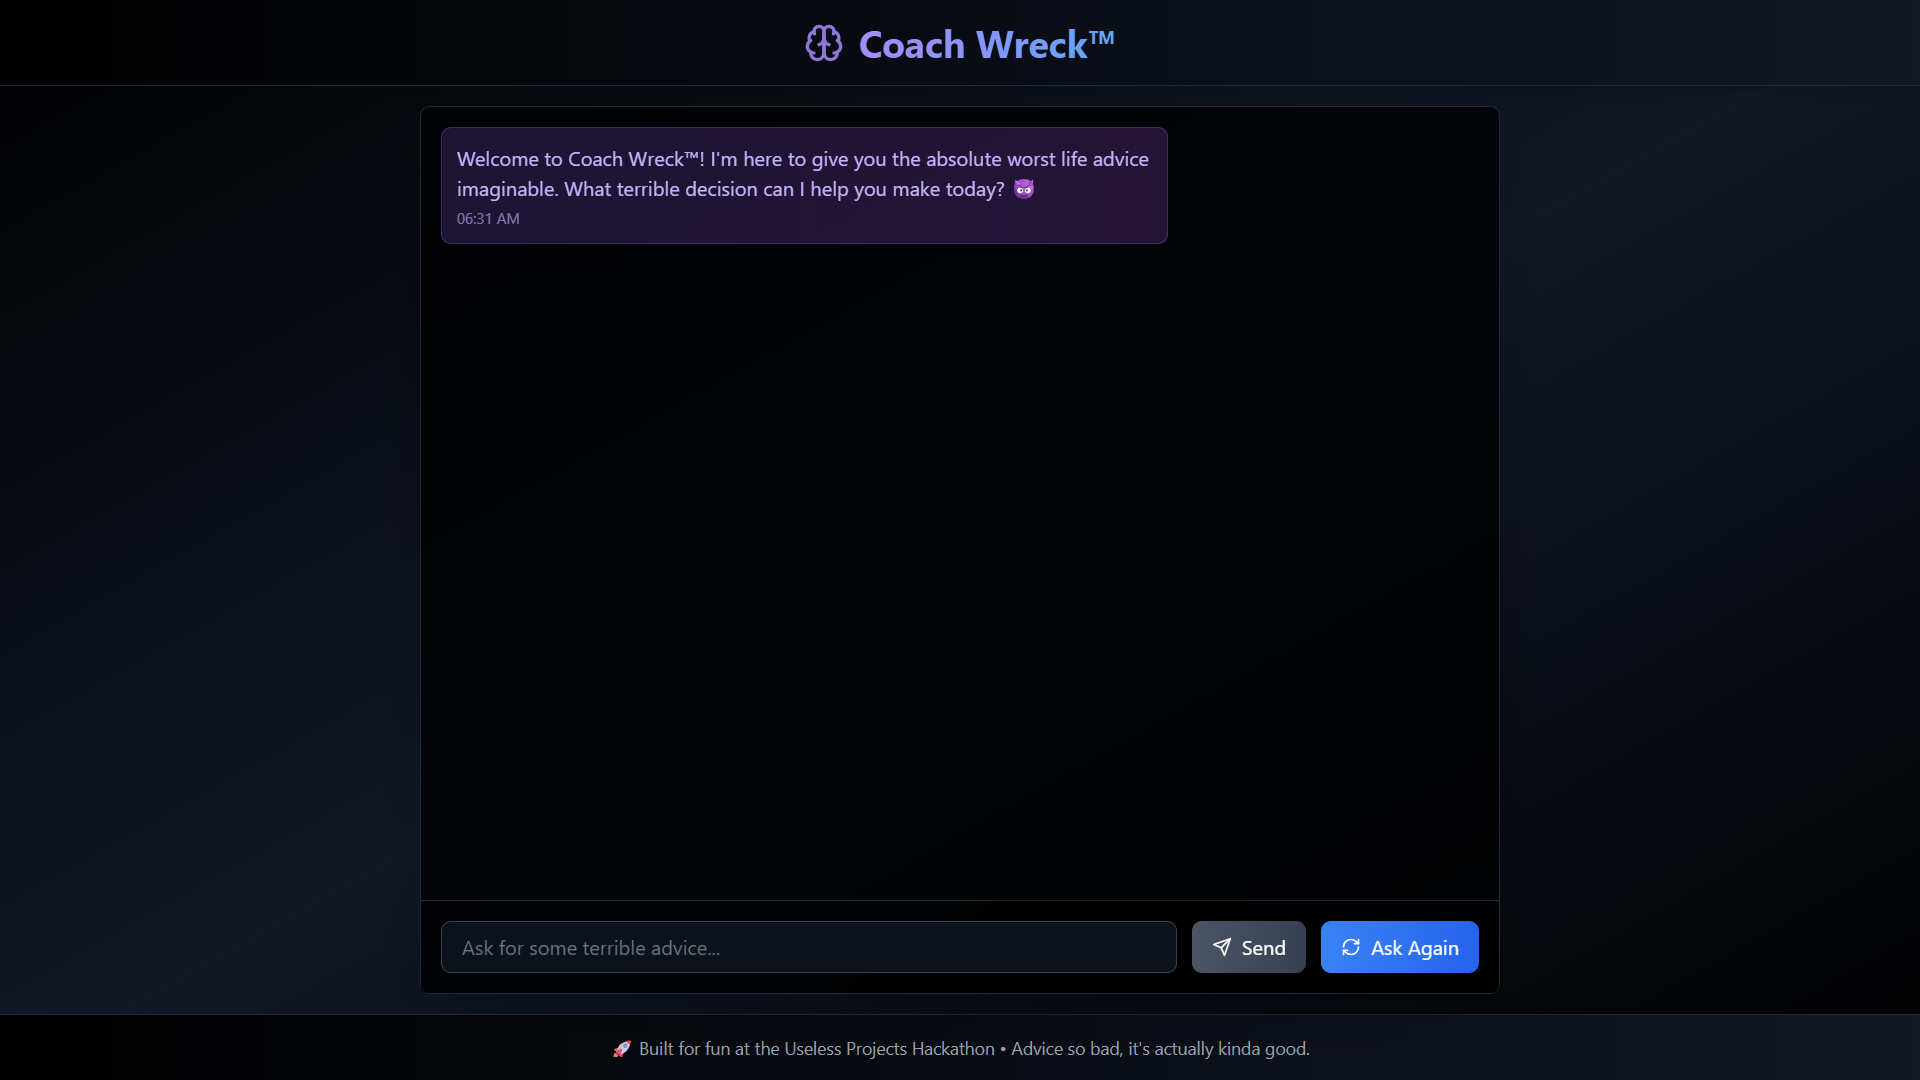 Coach Wreck™
Welcome to Coach Wreck™! I'm here to give you the absolute worst life advice
imaginable. What terrible decision can I help you make today? 👿
06:31 AM
Ask for some terrible advice...
Send
Ask Again
🚀 Built for fun at the Useless Projects Hackathon • Advice so bad, it's actually kinda good.